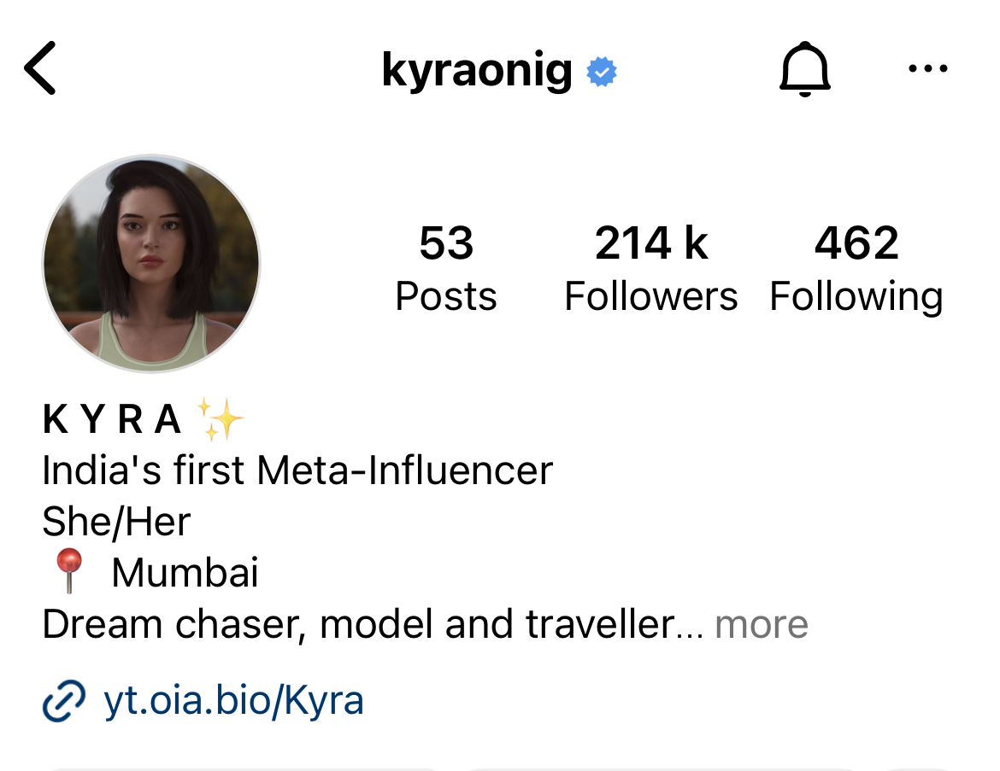 kyraonig
53 214 k 462
Posts Followers Following
K Y R A ✨
India's first Meta-Influencer
She/Her
📍 Mumbai
Dream chaser, model and traveller... more
yt.oia.bio/Kyra